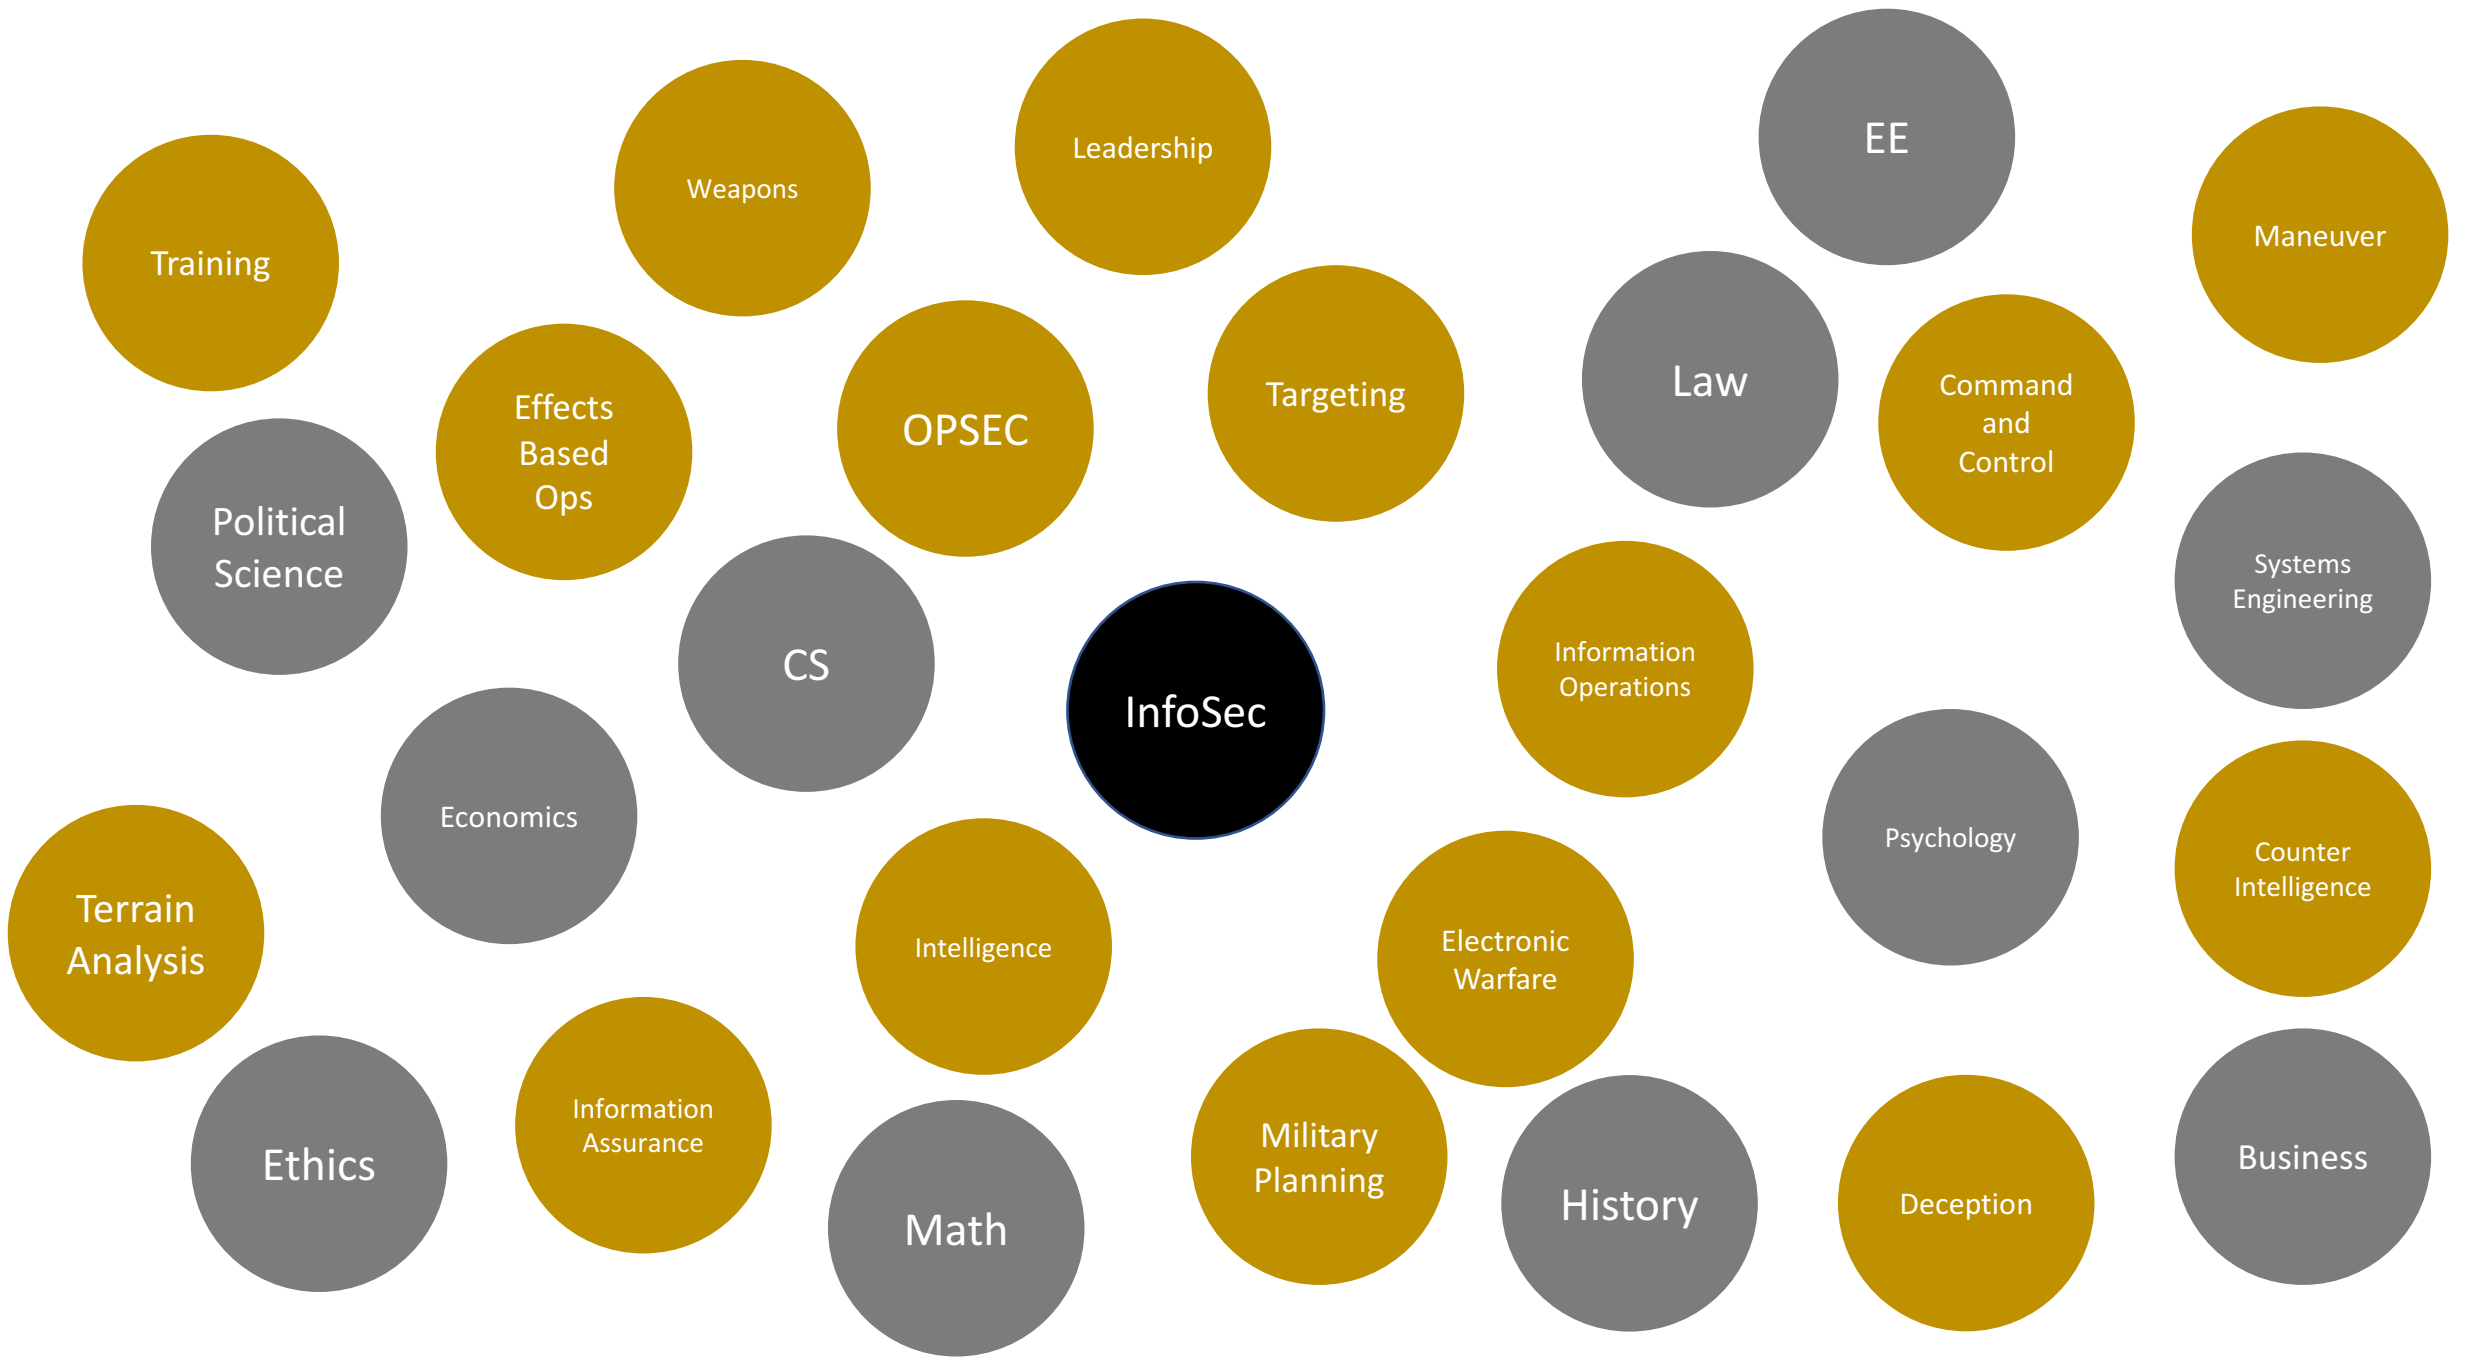 Leadership
EE
Weapons
Maneuver
Training
Law
Targeting
Command
and
Control
Effects
Based
Ops
OPSEC
Political
Science
Systems
Engineering
CS
Information
Operations
InfoSec
Economics
Psychology
Counter
Intelligence
Terrain
Analysis
Intelligence
Electronic
Warfare
Information
Assurance
Ethics
Military
Planning
Business
History
Deception
Math